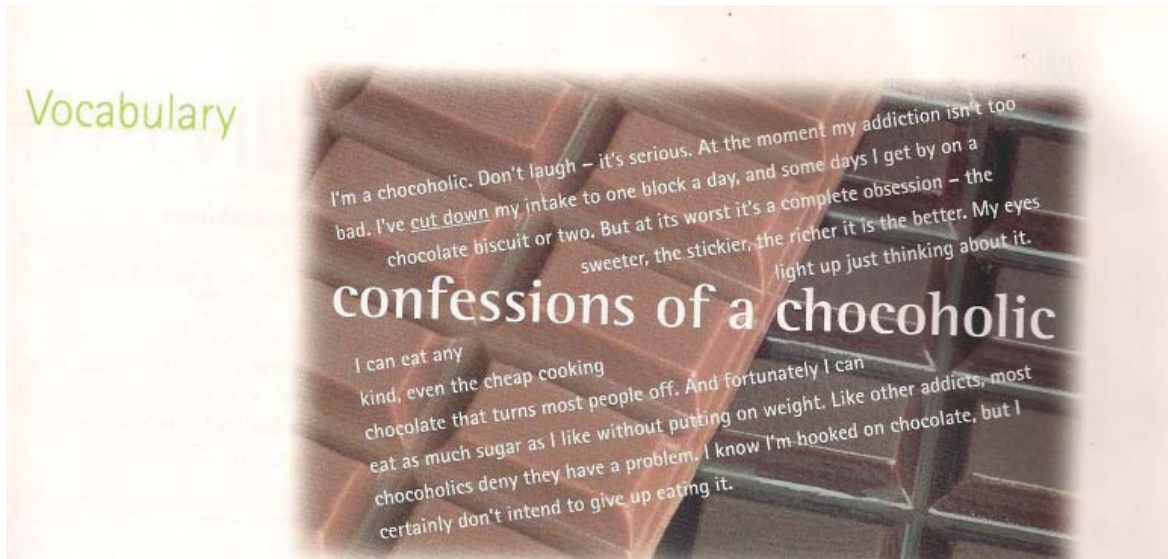 Vocabulary
I'm a chocoholic. Don't laugh – it's serious. At the moment my addiction isn't too
bad. I've cut down my intake to one block a day, and some days I get by on a
chocolate biscuit or two. But at its worst it's a complete obsession – the
sweeter, the stickier, the richer it is the better. My eyes
light up just thinking about it.
confessions of a chocoholic
I can eat any
kind, even the cheap cooking
chocolate that turns most people off. And fortunately I can
eat as much sugar as I like without putting on weight. Like other addicts, most
chocoholics deny they have a problem. I know I'm hooked on chocolate, but I
certainly don't intend to give up eating it.